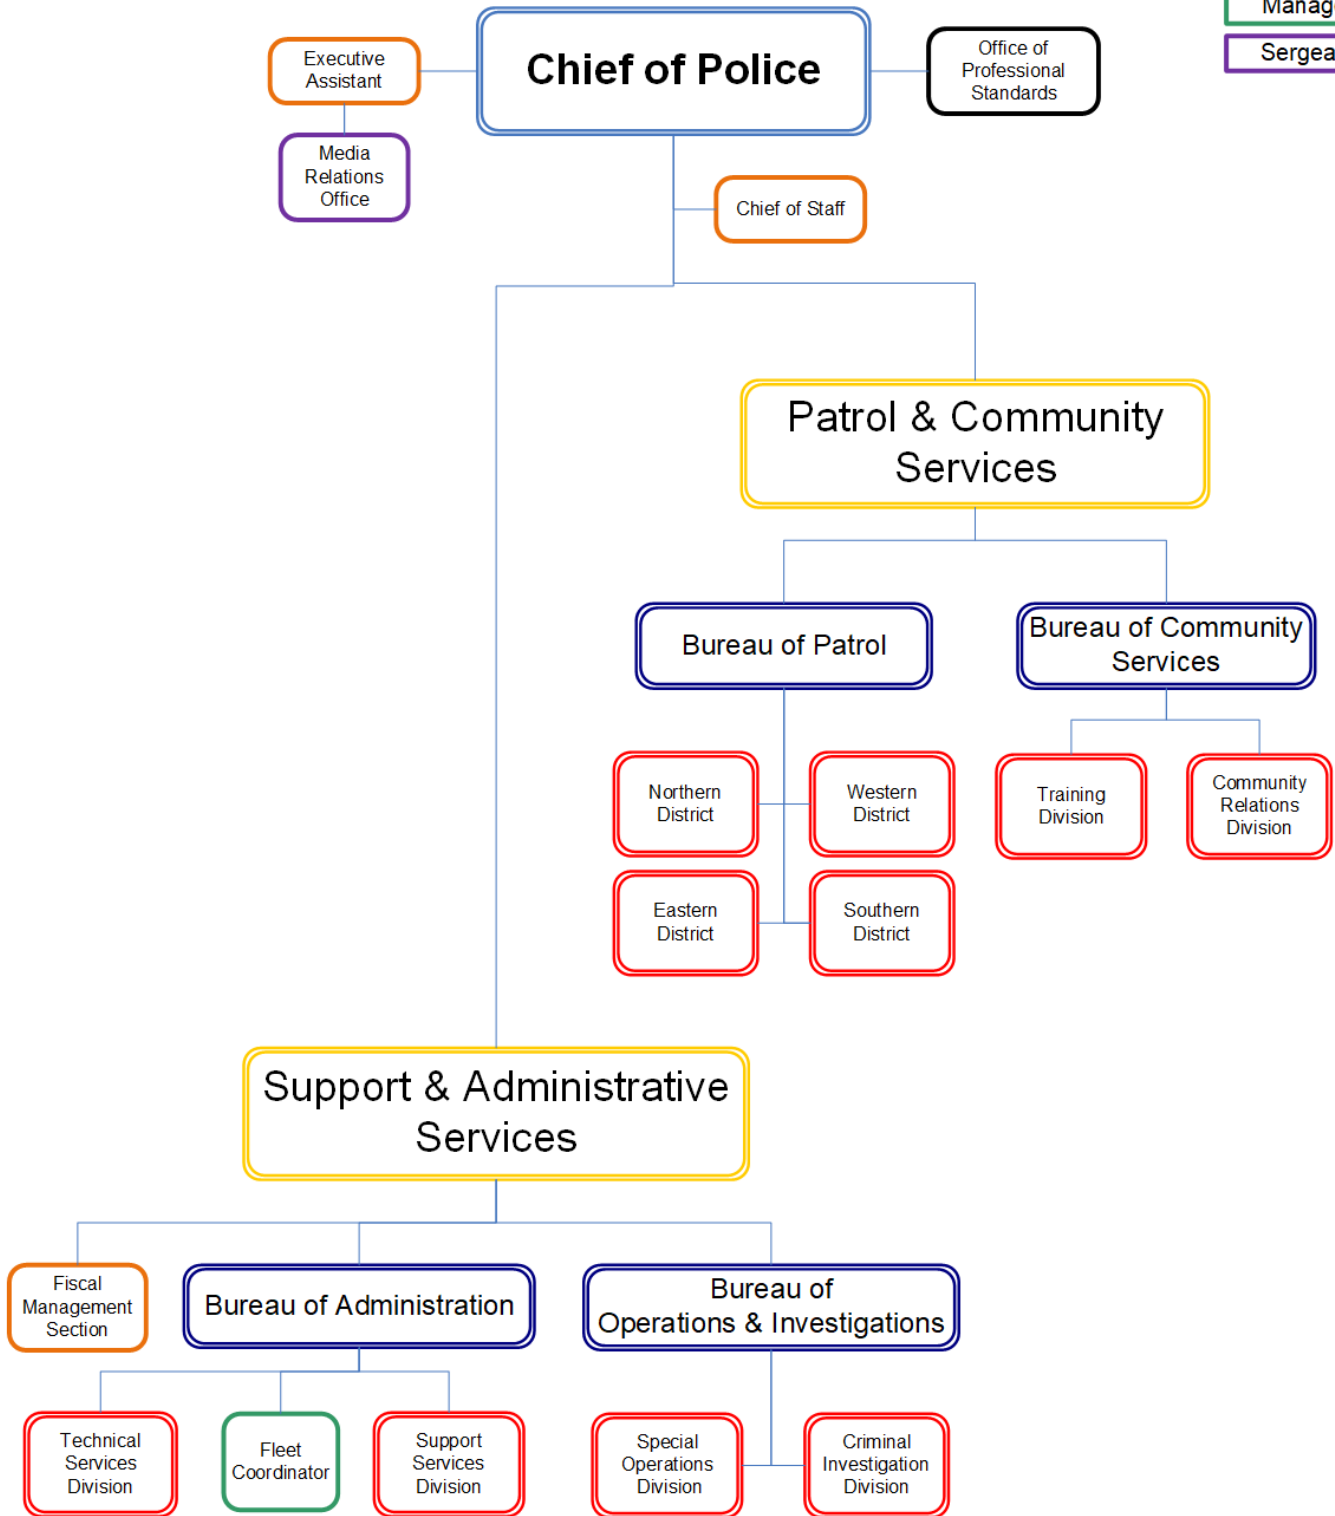 Executive
Assistant
Chief of Police
Office of
Professional
Standards
Media
Relations
Office
Chief of Staff
Patrol & Community
Services
Bureau of Patrol
Bureau of Community
Services
Northern
District
Western
District
Training
Division
Community
Relations
Division
Eastern
District
Southern
District
Support & Administrative
Services
Fiscal
Management
Section
Bureau of Administration
Bureau of
Operations & Investigations
Technical
Services
Division
Fleet
Coordinator
Support
Services
Division
Special
Operations
Division
Criminal
Investigation
Division